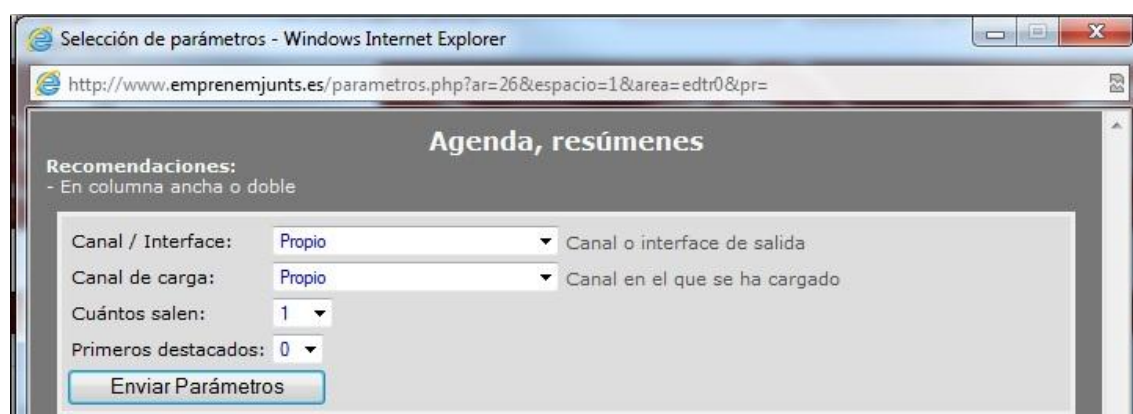 Selección de parámetros - Windows Internet Explorer
http://www.emprenemjunts.es/parametros.php?ar=26&espacio=1&area=edtr0&pr=
Agenda, resúmenes
Recomendaciones:
- En columna ancha o doble
Canal / Interface: Propio Canal o interface de salida
Canal de carga: Propio Canal en el que se ha cargado
Cuántos salen: 1
Primeros destacados: 0
Enviar Parámetros